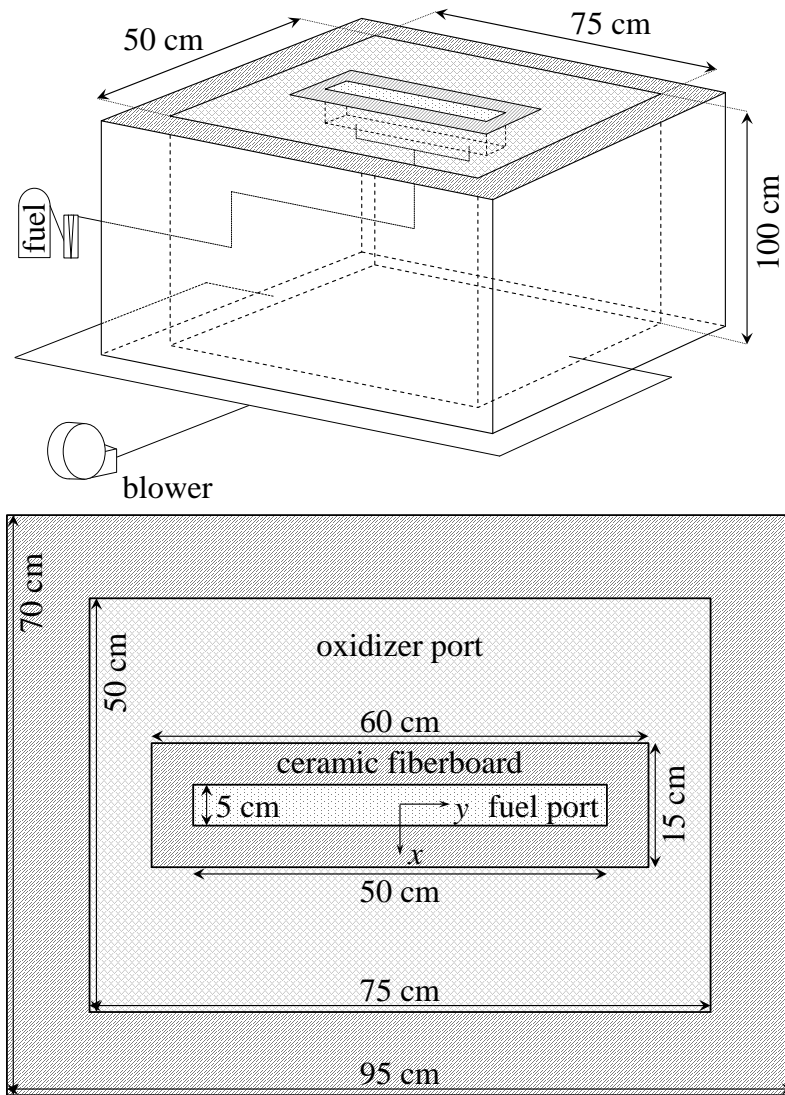 50 cm
75 cm
fuel
100 cm
blower
70 cm
50 cm
oxidizer port
60 cm
ceramic fiberboard
5 cm
y
fuel port
15 cm
x
50 cm
75 cm
95 cm